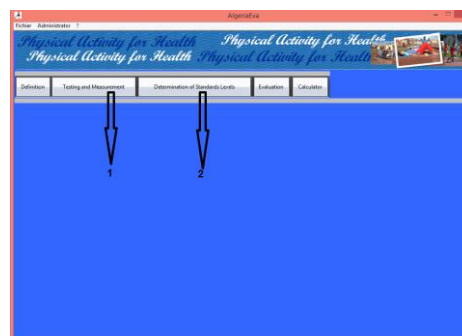 AlgeriaEva
Fichier Administrator ?
Physical Activity for Health Physical Activity for Health
Physical Activity for Health Physical Activity for Health
Definition Testing and Measurement Determination of Standards Levels Evaluation Calculator
1 2